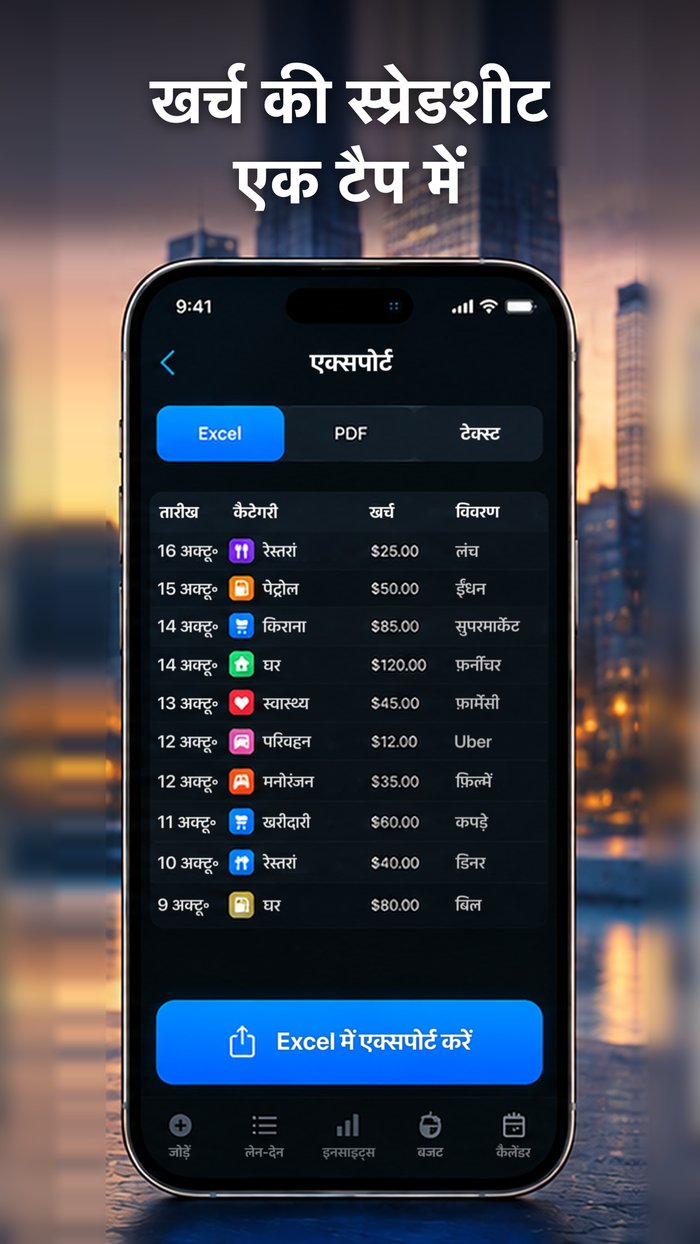 खर्च की स्प्रेडशीट
एक टैप में
9:41
एक्सपोर्ट
Excel PDF टेक्स्ट
तारीख कैटेगरी खर्च विवरण
16 अक्टू॰ रेस्तरां $25.00 लंच
15 अक्टू॰ पेट्रोल $50.00 ईंधन
14 अक्टू॰ किराना $85.00 सुपरमार्केट
14 अक्टू॰ घर $120.00 फ़र्नीचर
13 अक्टू॰ स्वास्थ्य $45.00 फ़ार्मेसी
12 अक्टू॰ परिवहन $12.00 Uber
12 अक्टू॰ मनोरंजन $35.00 फ़िल्में
11 अक्टू॰ खरीदारी $60.00 कपड़े
10 अक्टू॰ रेस्तरां $40.00 डिनर
9 अक्टू॰ घर $80.00 बिल
Excel में एक्सपोर्ट करें
जोड़ें लेन-देन इनसाइट्स बजट कैलेंडर